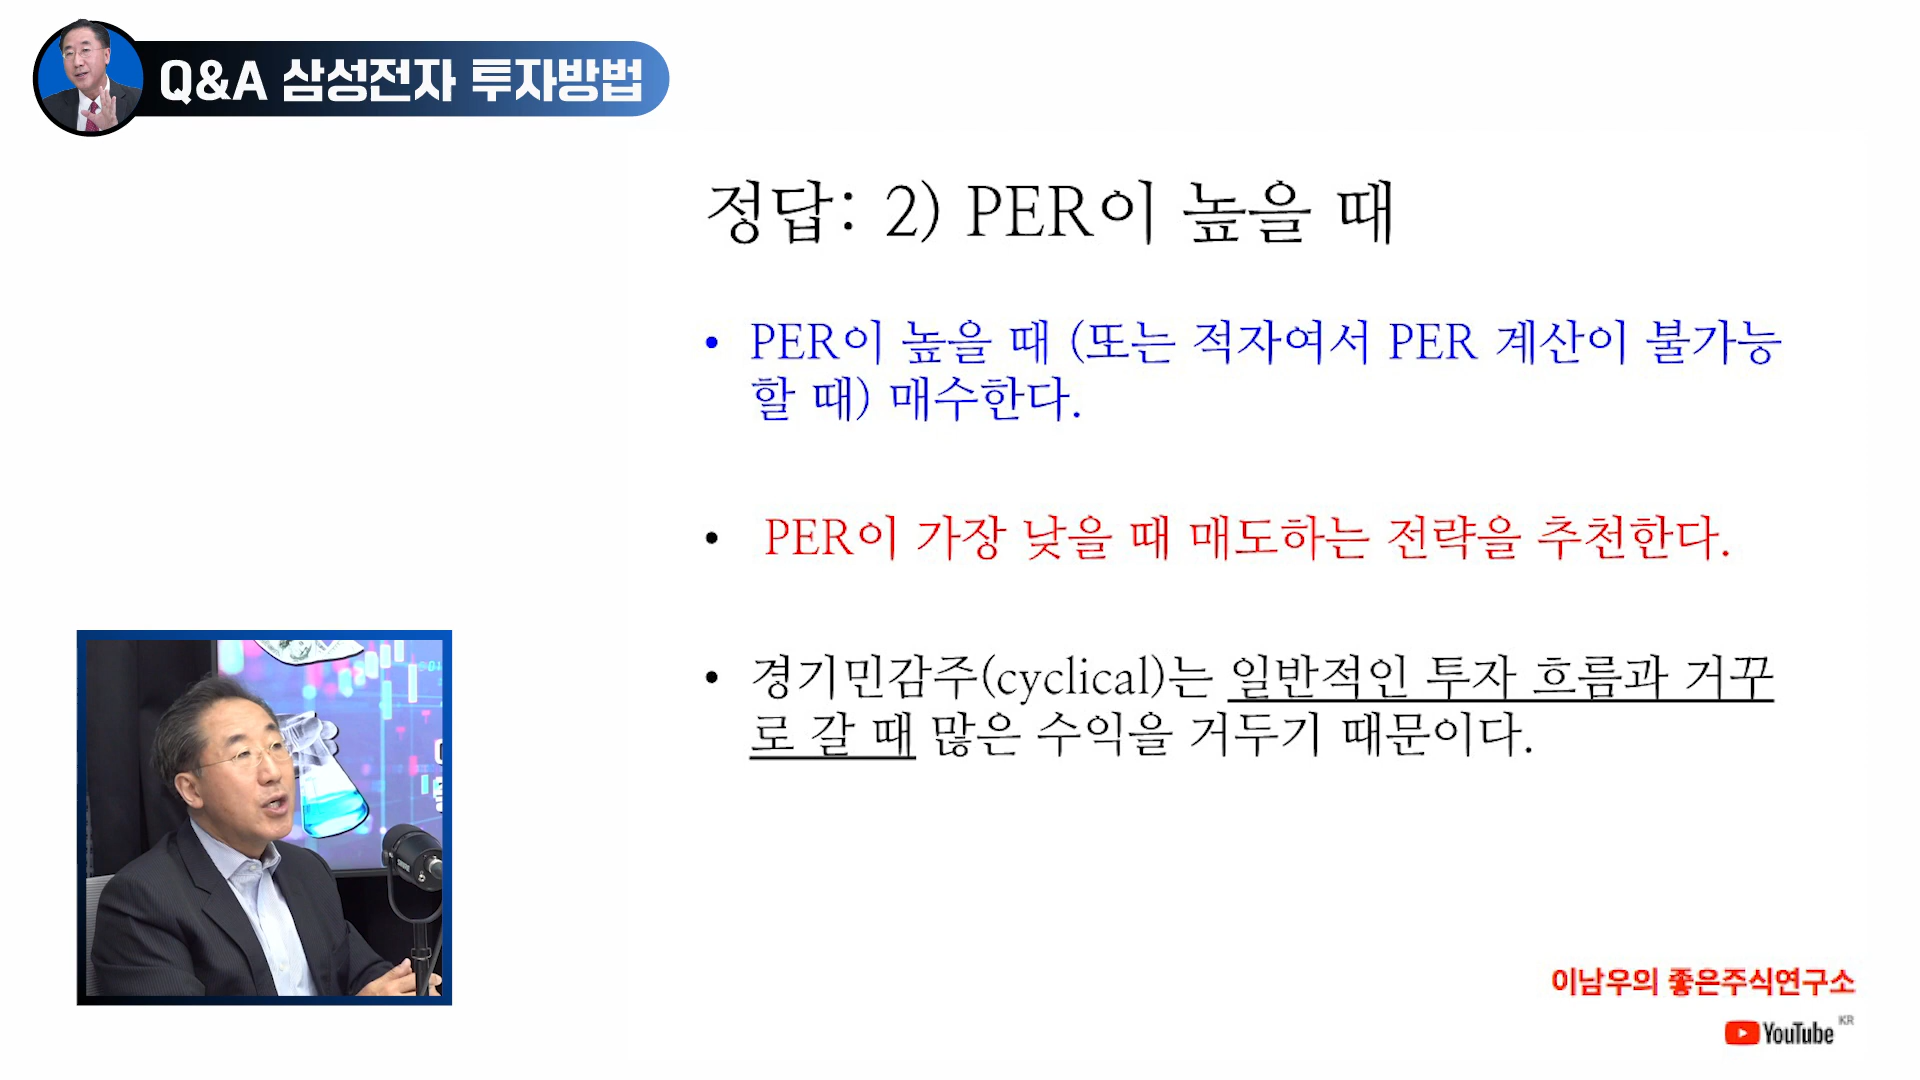 Q&A 삼성전자 투자방법
정답: 2) PER이 높을 때
• PER이 높을 때 (또는 적자여서 PER 계산이 불가능
할 때) 매수한다.
• PER이 가장 낮을 때 매도하는 전략을 추천한다.
• 경기민감주(cyclical)는 일반적인 투자 흐름과 거꾸
로 갈 때 많은 수익을 거두기 때문이다.
이남우의 좋은주식연구소
YouTube KR